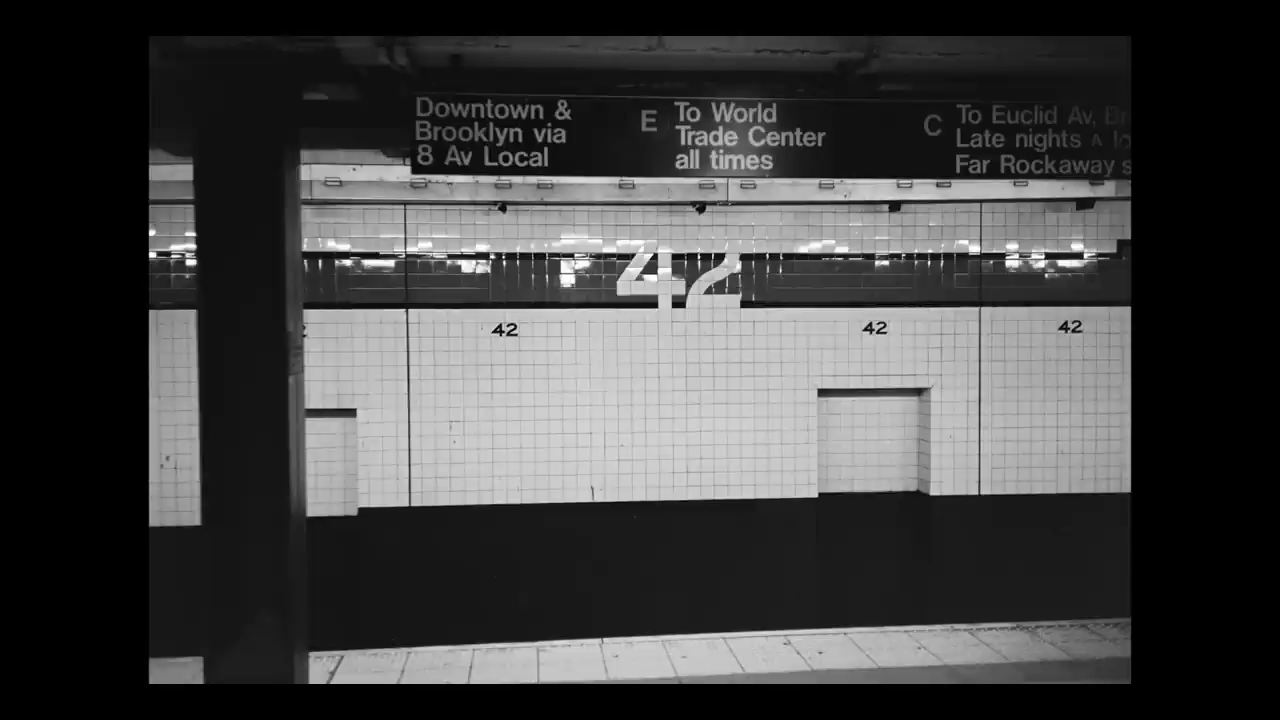 Downtown &
Brooklyn via
8 Av Local
E
To World
Trade Center
all times
C
To Euclid Av,
Late nights A
Far Rockaway
42
42
42
42